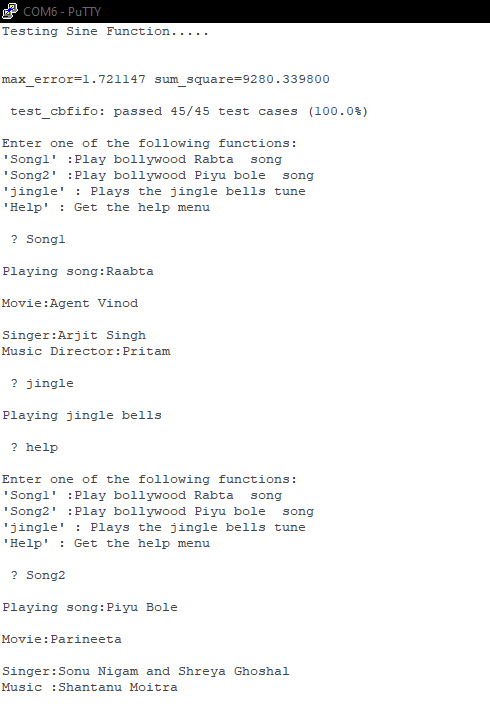 COM6 - PuTTY
Testing Sine Function.....
max_error=1.721147 sum_square=9280.339800
test_cbfifo: passed 45/45 test cases (100.0%)
Enter one of the following functions:
'Song1' :Play bollywood Rabta  song
'Song2' :Play bollywood Piyu bole  song
'jingle' : Plays the jingle bells tune
'Help' : Get the help menu
? Song1
Playing song:Raabta
Movie:Agent Vinod
Singer:Arjit Singh
Music Director:Pritam
? jingle
Playing jingle bells
? help
Enter one of the following functions:
'Song1' :Play bollywood Rabta  song
'Song2' :Play bollywood Piyu bole  song
'jingle' : Plays the jingle bells tune
'Help' : Get the help menu
? Song2
Playing song:Piyu Bole
Movie:Parineeta
Singer:Sonu Nigam and Shreya Ghoshal
Music :Shantanu Moitra